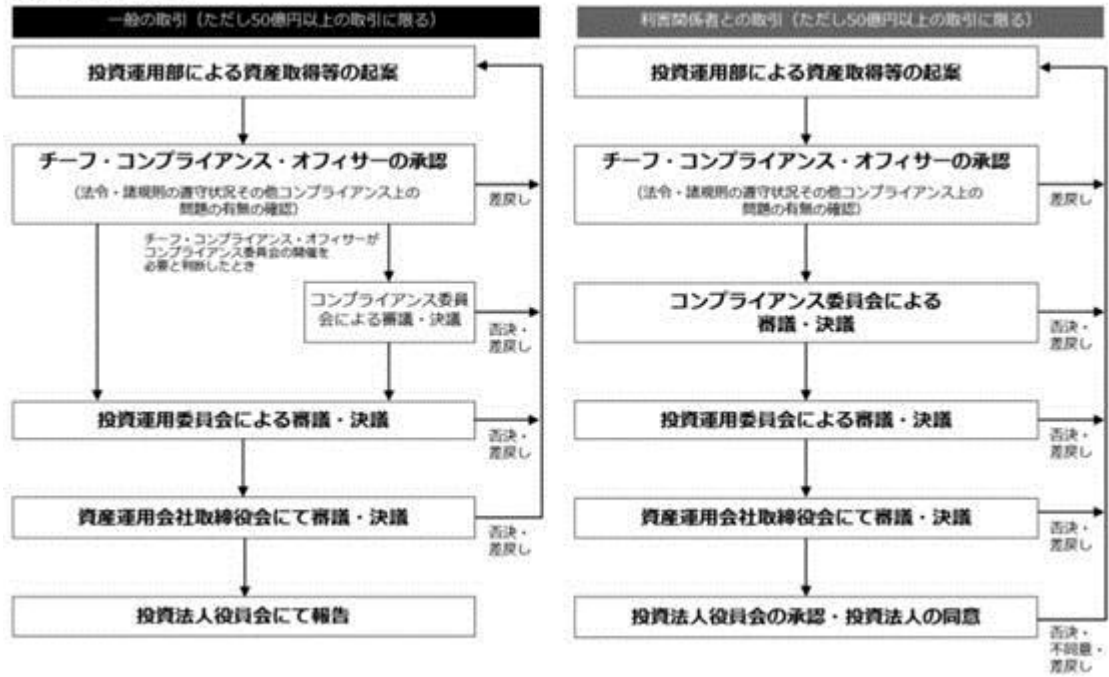 一般の取引(ただし50億円以上の取引に限る)
投資運用部による資産取得等の起案
チーフ・コンプライアンス・オフィサーの承認
(法令・諸規則の遵守状況その他コンプライアンス上の
問題の有無の確認)
差戻し
チーフ・コンプライアンス・オフィサーが
コンプライアンス委員会の開催を
必要と判断したとき
コンプライアンス委員
会による審議・決議
否決・
差戻し
投資運用委員会による審議・決議
否決・
差戻し
資産運用会社取締役会にて審議・決議
否決・
差戻し
投資法人役員会にて報告
利害関係者との取引(ただし50億円以上の取引に限る)
投資運用部による資産取得等の起案
チーフ・コンプライアンス・オフィサーの承認
(法令・諸規則の遵守状況その他コンプライアンス上の
問題の有無の確認)
差戻し
コンプライアンス委員会による
審議・決議
否決・
差戻し
投資運用委員会による審議・決議
否決・
差戻し
資産運用会社取締役会にて審議・決議
否決・
差戻し
投資法人役員会の承認・投資法人の同意
否決・
不同意・
差戻し